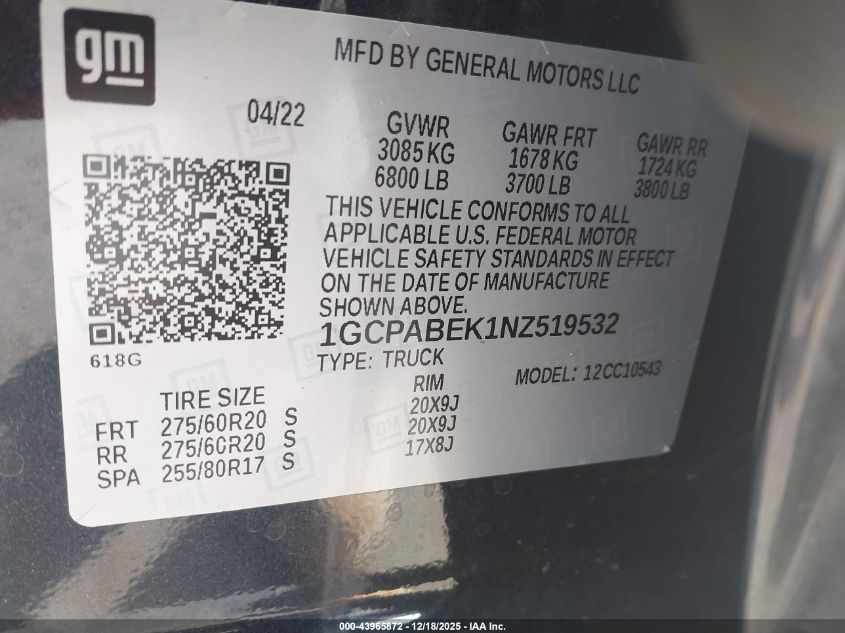 gm
MFD BY GENERAL MOTORS LLC
04/22
GVWR GAWR FRT GAWR RR
3085 KG 1678 KG 1724 KG
6800 LB 3700 LB 3800 LB
THIS VEHICLE CONFORMS TO ALL
APPLICABLE U.S. FEDERAL MOTOR
VEHICLE SAFETY STANDARDS IN EFFECT
ON THE DATE OF MANUFACTURE
SHOWN ABOVE.
1GCPABEK1NZ519532
618G
TYPE: TRUCK MODEL: 12CC10543
TIRE SIZE RIM
FRT 275/60R20 S 20X9J
RR 275/60R20 S 20X9J
SPA 255/80R17 S 17X8J
000-43965872 - 12/18/2025 - IAA Inc.